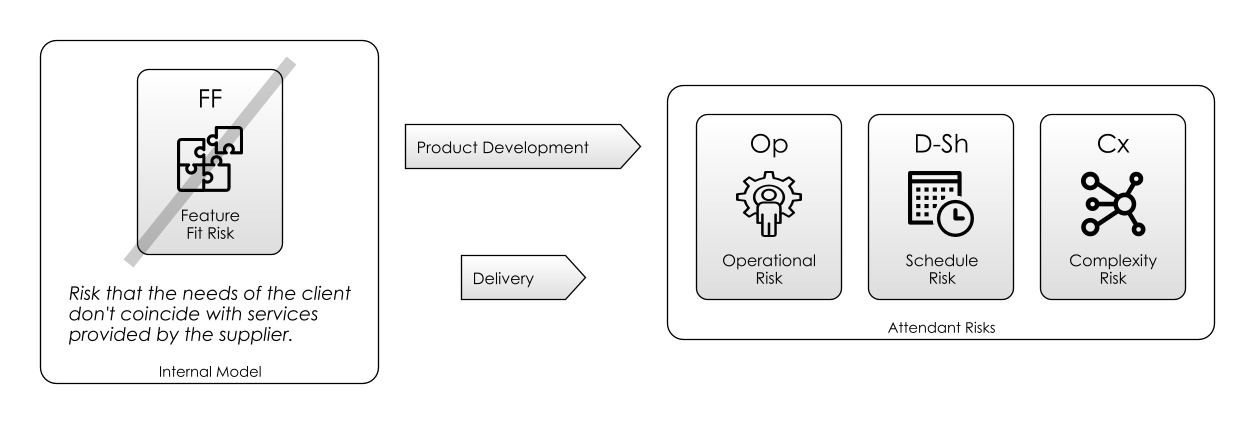 FF
Feature
Fit Risk
Risk that the needs of the client
don't coincide with services
provided by the supplier.
Internal Model
Product Development
Delivery
Op
Operational
Risk
D-Sh
Schedule
Risk
Cx
Complexity
Risk
Attendant Risks